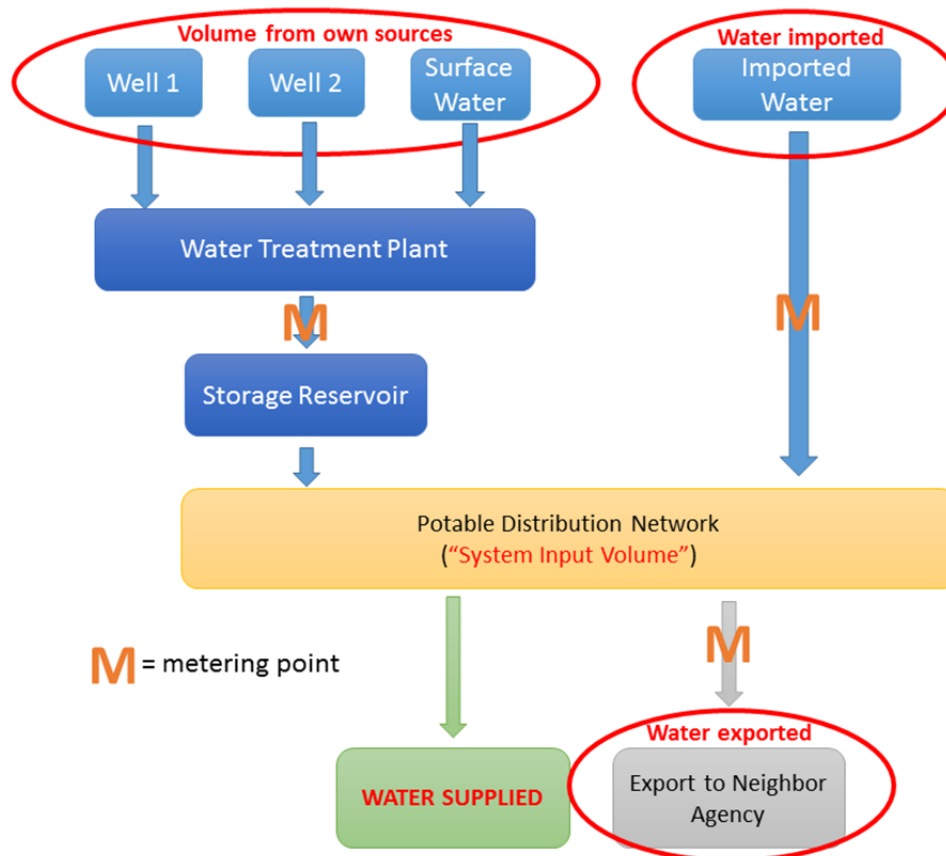 Volume from own sources
Water imported
Well 1
Well 2
Surface
Water
Imported
Water
Water Treatment Plant
M
M
Storage Reservoir
Potable Distribution Network
(“System Input Volume”)
M
M = metering point
Water exported
WATER SUPPLIED
Export to Neighbor
Agency